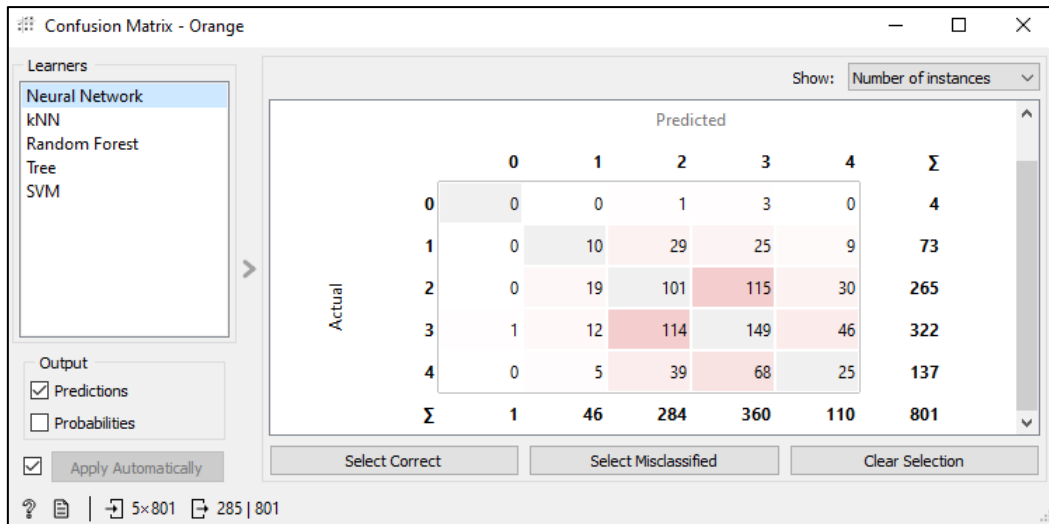 Confusion Matrix - Orange
Learners
Neural Network
kNN
Random Forest
Tree
SVM
Output
Predictions
Probabilities
Apply Automatically
Show: Number of instances
Predicted
0 1 2 3 4 Σ
Actual
0 0 0 1 3 0 4
1 0 10 29 25 9 73
2 0 19 101 115 30 265
3 1 12 114 149 46 322
4 0 5 39 68 25 137
Σ 1 46 284 360 110 801
Select Correct Select Misclassified Clear Selection
? 5×801 285 | 801